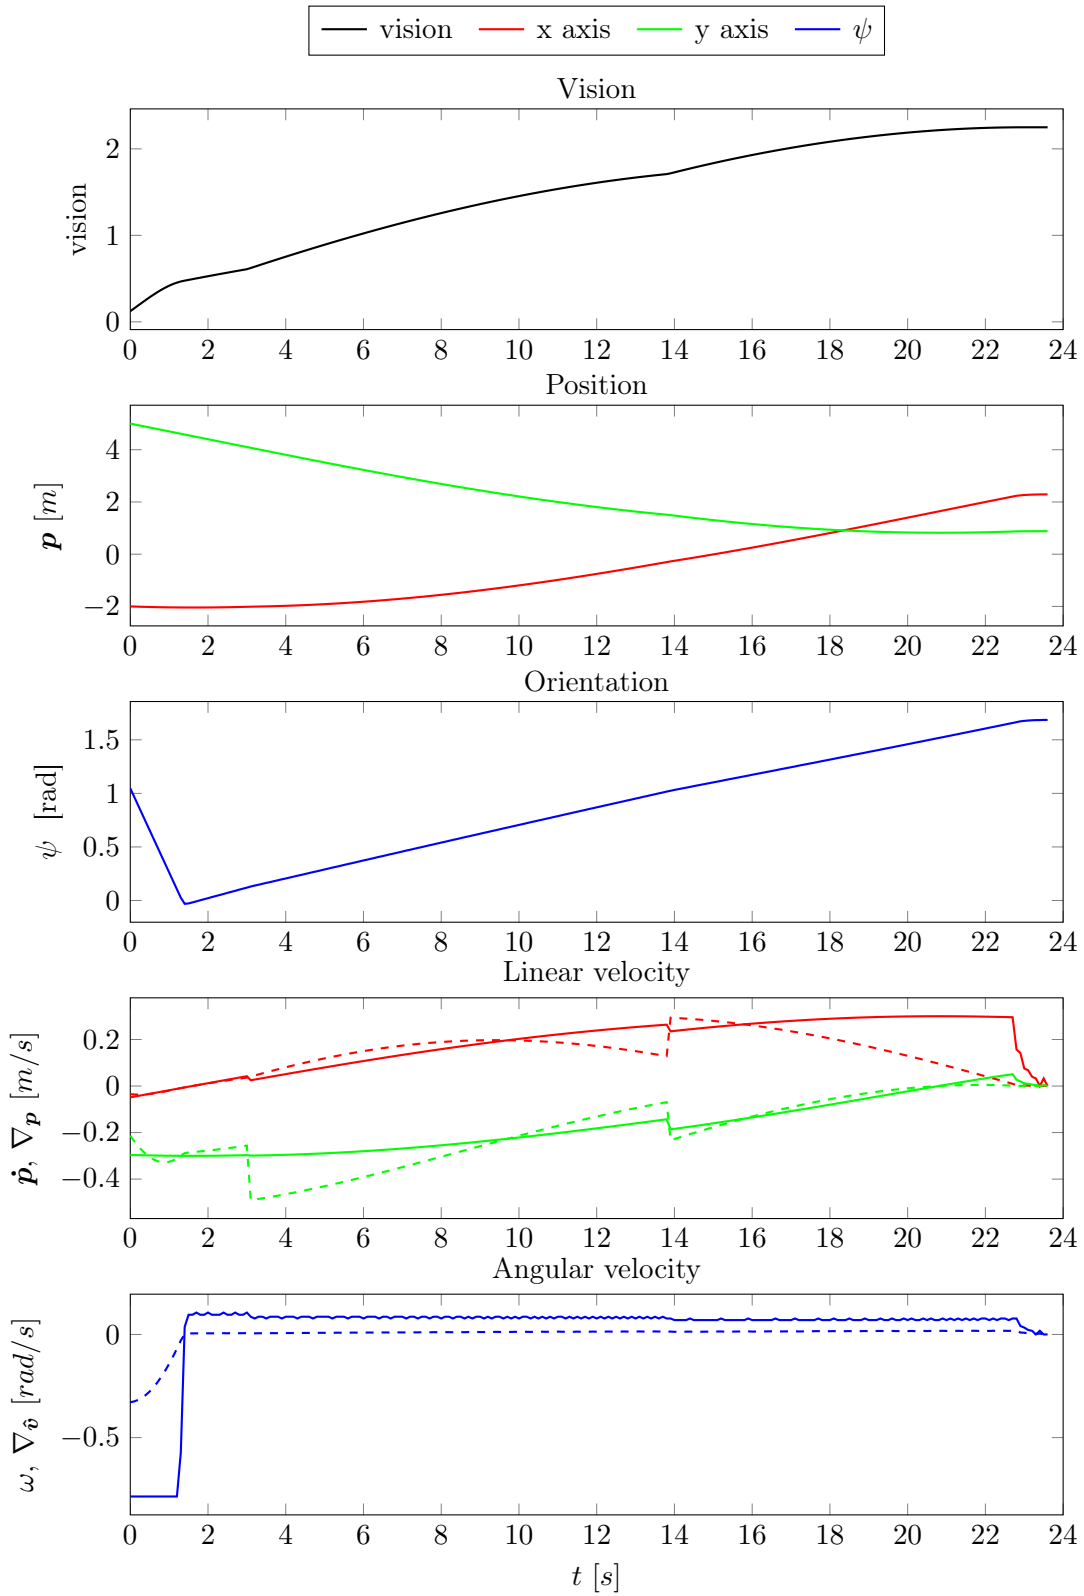 vision x axis y axis ψ
Vision
2
1
0
vision
0 2 4 6 8 10 12 14 16 18 20 22 24
Position
4
2
0
−2
p [m]
0 2 4 6 8 10 12 14 16 18 20 22 24
Orientation
1.5
1
0.5
0
ψ [rad]
0 2 4 6 8 10 12 14 16 18 20 22 24
Linear velocity
0.2
0
−0.2
−0.4
ṗ, ∇p [m/s]
0 2 4 6 8 10 12 14 16 18 20 22 24
Angular velocity
0
−0.5
ω, ∇v̂ [rad/s]
0 2 4 6 8 10 12 14 16 18 20 22 24
t [s]